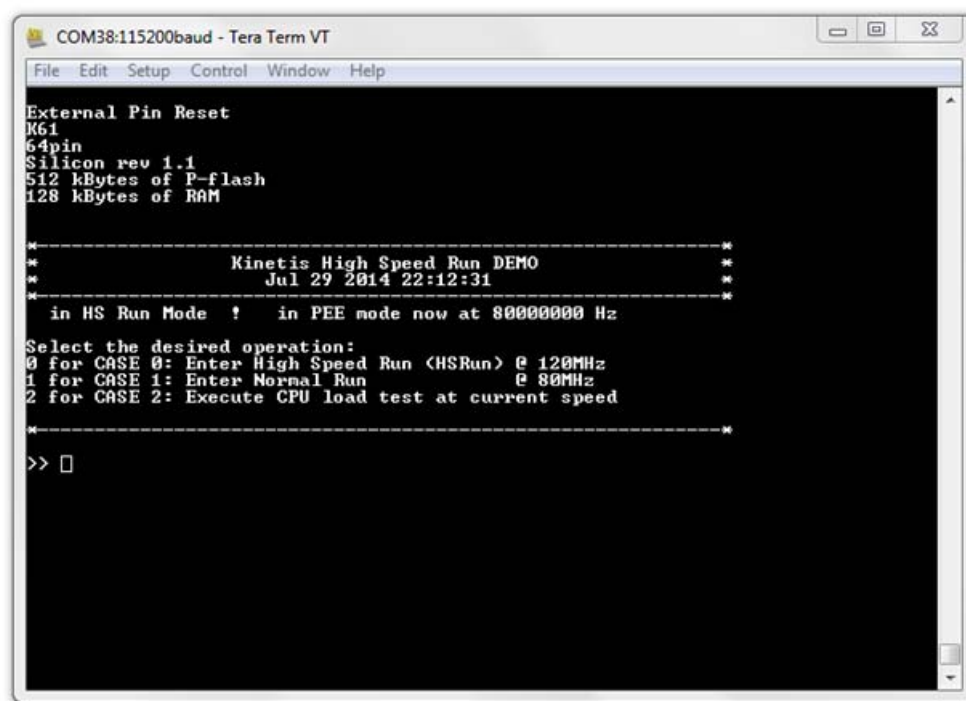 COM38:115200baud - Tera Term VT
File Edit Setup Control Window Help
External Pin Reset
K61
64pin
Silicon rev 1.1
512 kBytes of P-flash
128 kBytes of RAM
*--------------------------------------------------------------*
* Kinetis High Speed Run DEMO *
* Jul 29 2014 22:12:31 *
*--------------------------------------------------------------*
in HS Run Mode ! in PEE mode now at 80000000 Hz
Select the desired operation:
0 for CASE 0: Enter High Speed Run (HSRun) @ 120MHz
1 for CASE 1: Enter Normal Run @ 80MHz
2 for CASE 2: Execute CPU load test at current speed
*--------------------------------------------------------------*
>>